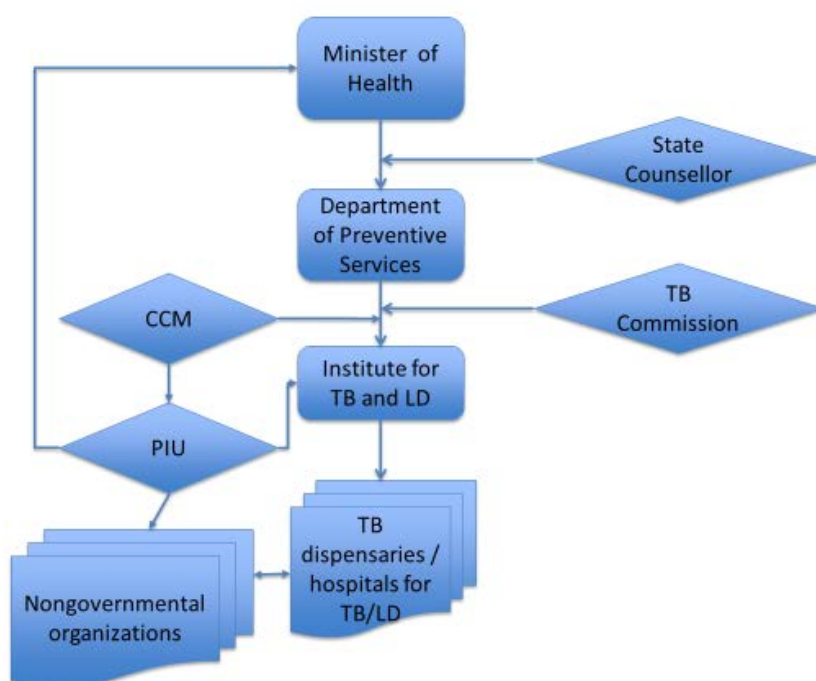 Minister of
Health
State
Counsellor
Department
of Preventive
Services
CCM
TB
Commission
Institute for
TB and LD
PIU
TB
dispensaries /
hospitals for
TB/LD
Nongovernmental
organizations